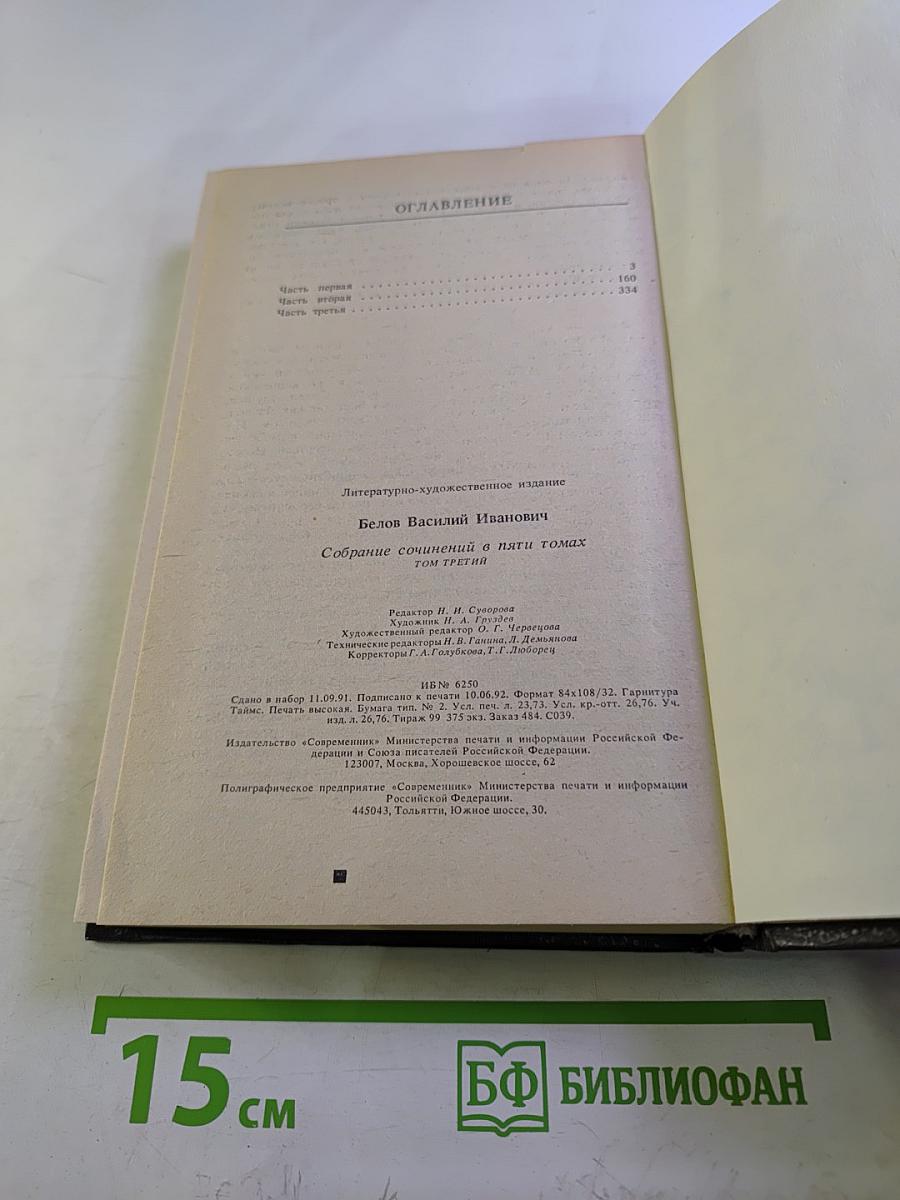 ОГЛАВЛЕНИЕ
Часть первая . . . . . . . . . . . . . . . . . . . . . . . . . . . . . . 3
Часть вторая . . . . . . . . . . . . . . . . . . . . . . . . . . . . . . 160
Часть третья . . . . . . . . . . . . . . . . . . . . . . . . . . . . . . 334
Литературно-художественное издание
Белов Василий Иванович
Собрание сочинений в пяти томах
ТОМ ТРЕТИЙ
Редактор Н. И. Суворова
Художник Н. А. Груздев
Художественный редактор О. Г. Червецова
Технические редакторы Н. В. Ганина, Л. Демьянова
Корректоры Г. А. Голубкова, Т. Г. Люборец
ИБ № 6250
Сдано в набор 11.09.91. Подписано к печати 10.06.92. Формат 84х108/32. Гарнитура
Таймс. Печать высокая. Бумага тип. № 2. Усл. печ. л. 23,73. Усл. кр.-отт. 26,76. Уч.
изд. л. 26,76. Тираж 99 375 экз. Заказ 484. С039.
Издательство «Современник» Министерства печати и информации Российской Фе-
дерации и Союза писателей Российской Федерации.
123007, Москва, Хорошевское шоссе, 62
Полиграфическое предприятие «Современник» Министерства печати и информации
Российской Федерации.
445043, Тольятти, Южное шоссе, 30.
15 см
БФ БИБЛИОФАН